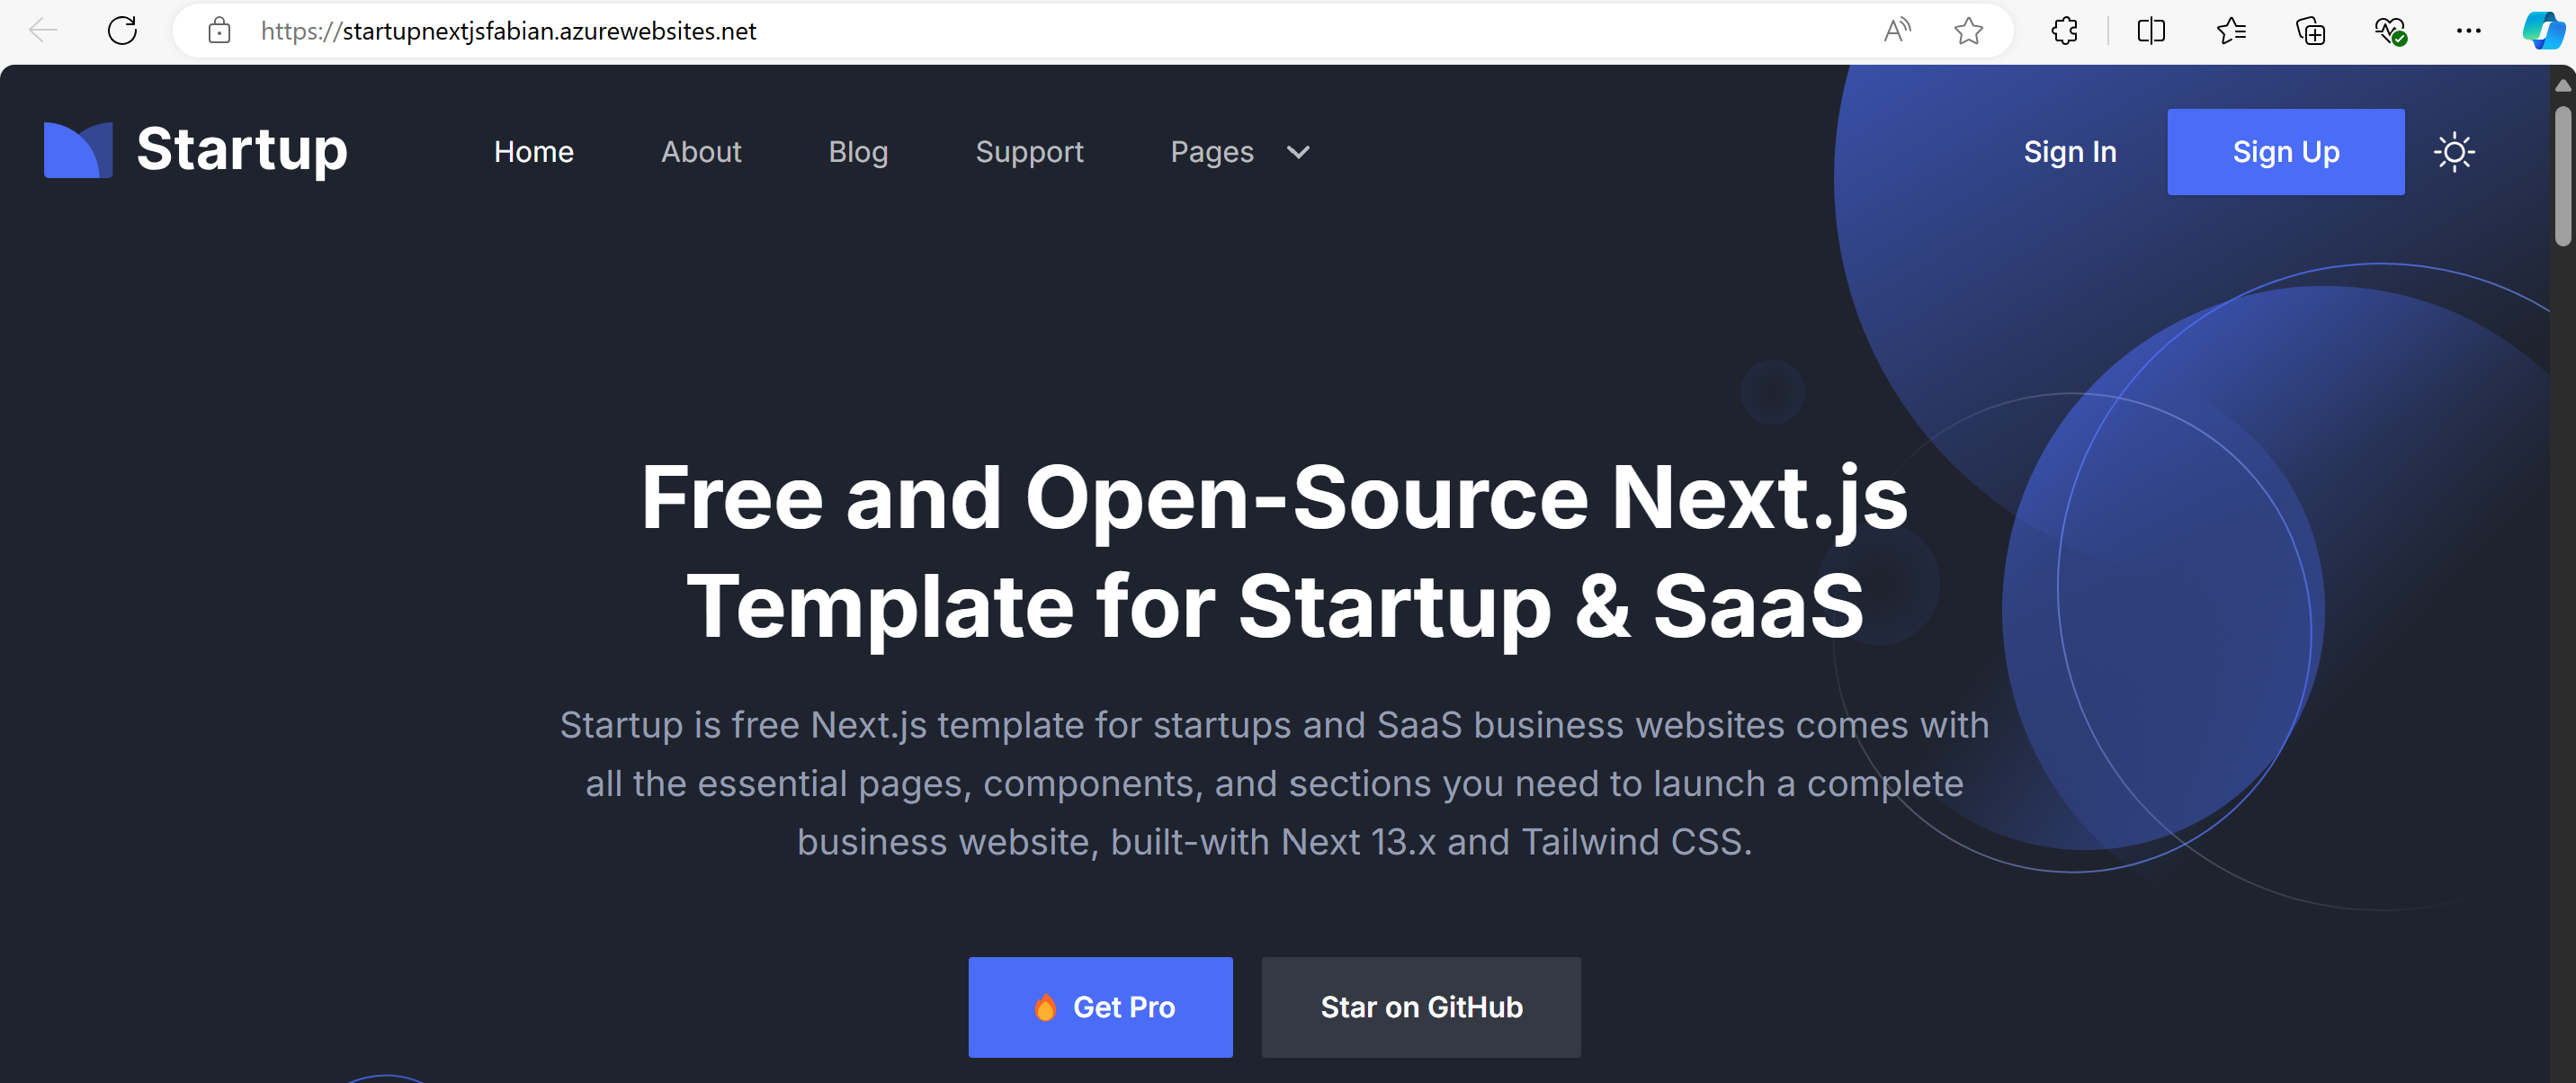 https://startupnextjsfabian.azurewebsites.net
Startup
Home
About
Blog
Support
Pages
Sign In
Sign Up
Free and Open-Source Next.js
Template for Startup & SaaS
Startup is free Next.js template for startups and SaaS business websites comes with
all the essential pages, components, and sections you need to launch a complete
business website, built-with Next 13.x and Tailwind CSS.
🔥 Get Pro
Star on GitHub